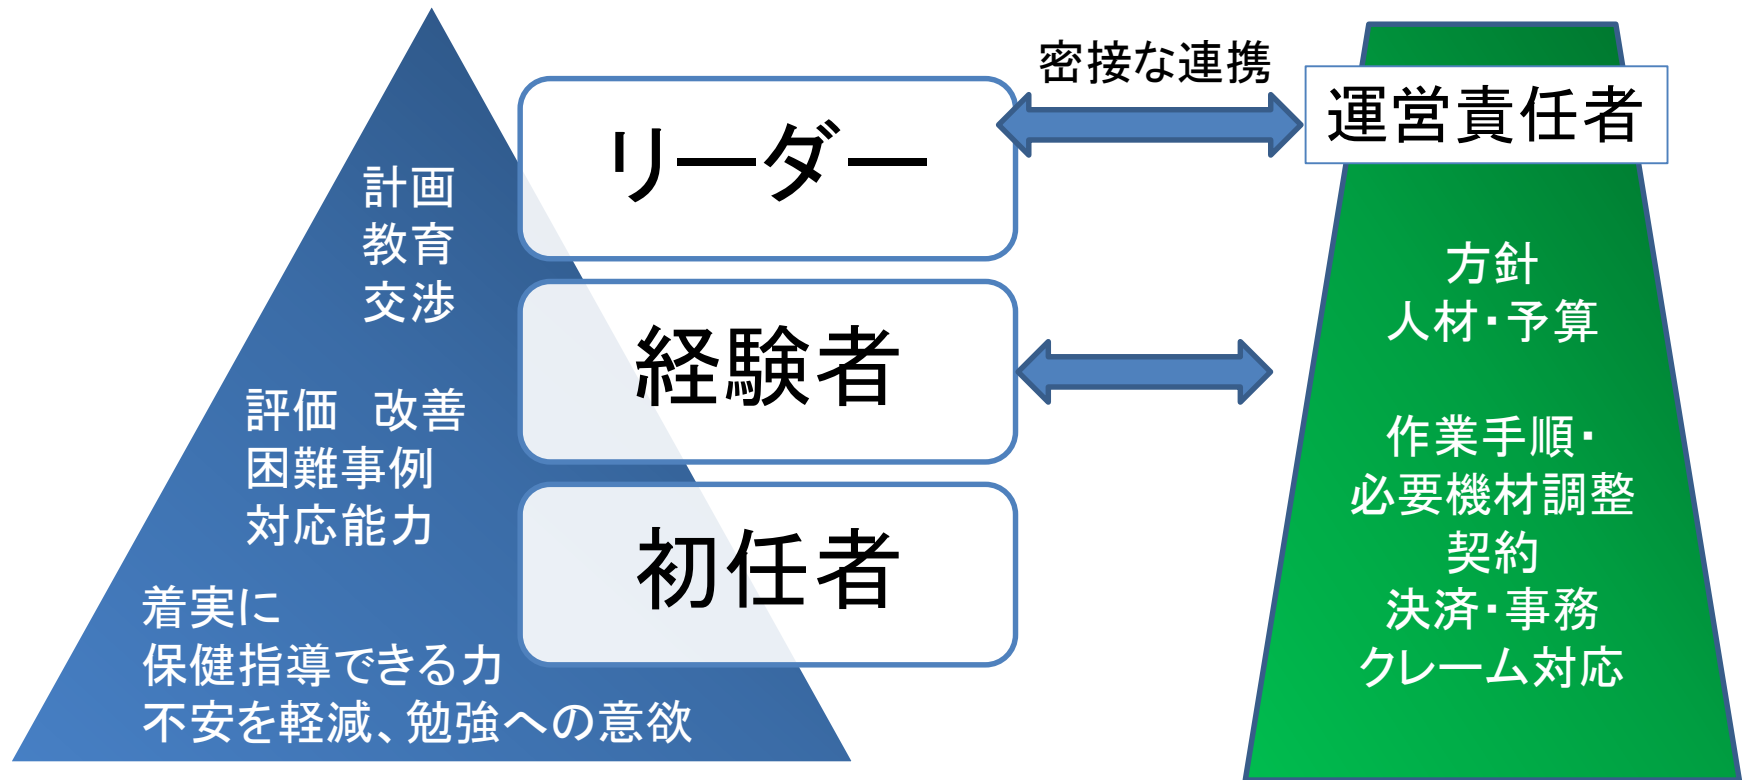 密接な連携
リーダー
運営責任者
計画
教育
交渉
経験者
評価　改善
困難事例
対応能力
初任者
着実に
保健指導できる力
不安を軽減、勉強への意欲
方針
人材・予算
作業手順・
必要機材調整
契約
決済・事務
クレーム対応